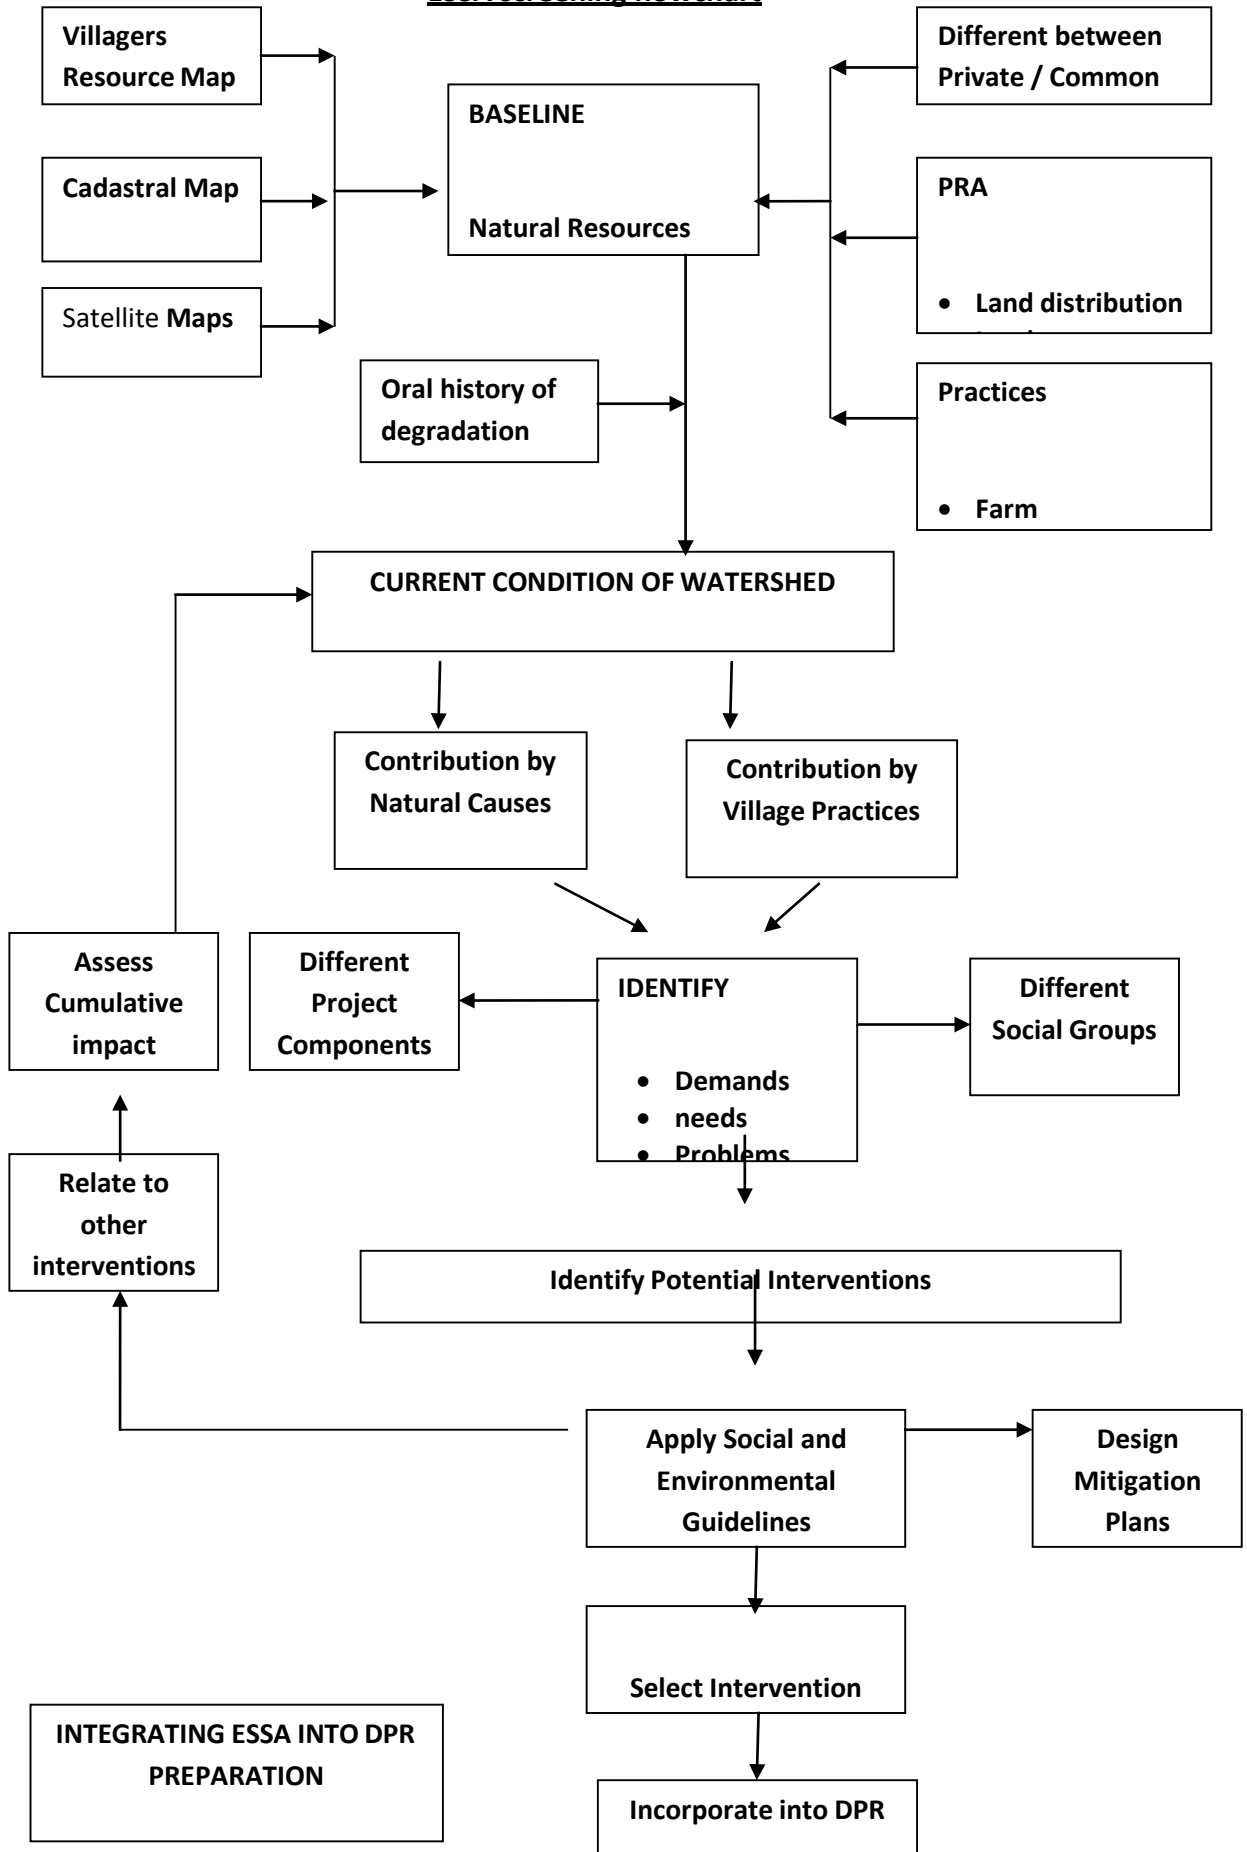 Villagers
Resource Map
Different between
Private / Common
BASELINE
Natural Resources
Cadastral Map
PRA
• Land distribution
Satellite Maps
Oral history of
degradation
Practices
• Farm
CURRENT CONDITION OF WATERSHED
Contribution by
Natural Causes
Contribution by
Village Practices
Assess
Cumulative
impact
Different
Project
Components
IDENTIFY
• Demands
• needs
• Problems
Different
Social Groups
Relate to
other
interventions
Identify Potential Interventions
Apply Social and
Environmental
Guidelines
Design
Mitigation
Plans
Select Intervention
INTEGRATING ESSA INTO DPR
PREPARATION
Incorporate into DPR